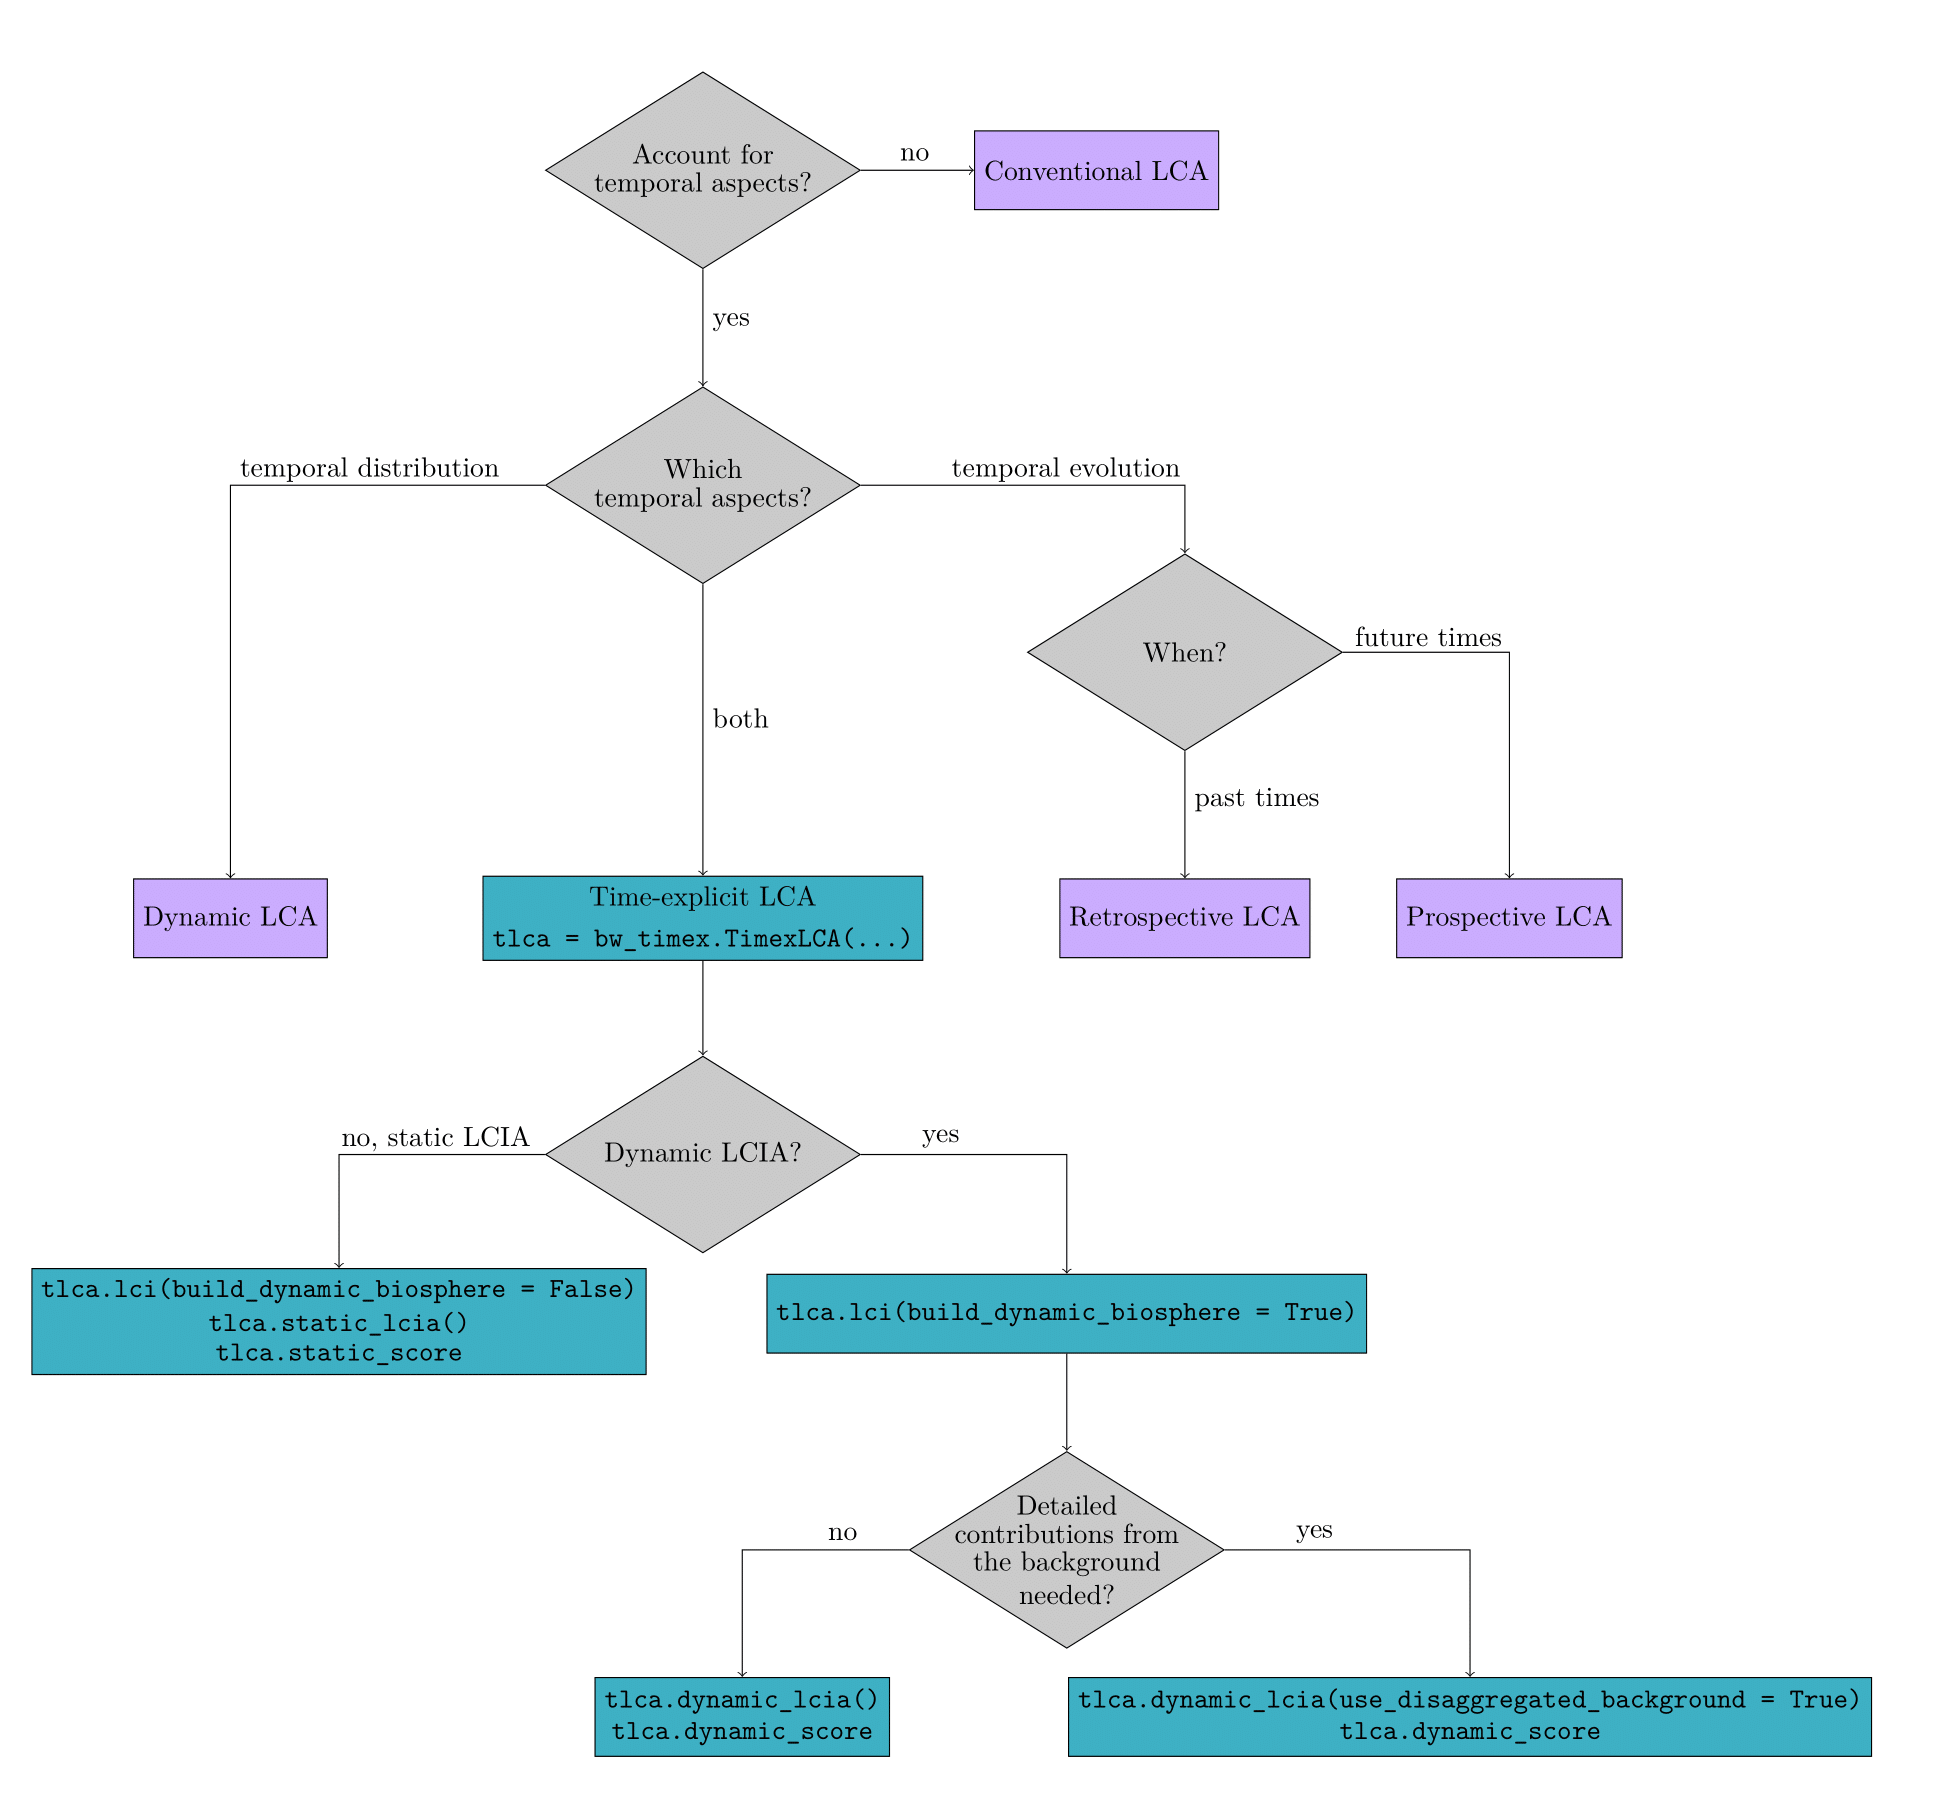 Account for
temporal aspects?
no
Conventional LCA
yes
temporal distribution
Which
temporal aspects?
temporal evolution
When?
future times
both
past times
Dynamic LCA
Time-explicit LCA
tlca = bw_timex.TimexLCA(...)
Retrospective LCA
Prospective LCA
no, static LCIA
Dynamic LCIA?
yes
tlca.lci(build_dynamic_biosphere = False)
tlca.static_lcia()
tlca.static_score
tlca.lci(build_dynamic_biosphere = True)
no
Detailed
contributions from
the background
needed?
yes
tlca.dynamic_lcia()
tlca.dynamic_score
tlca.dynamic_lcia(use_disaggregated_background = True)
tlca.dynamic_score